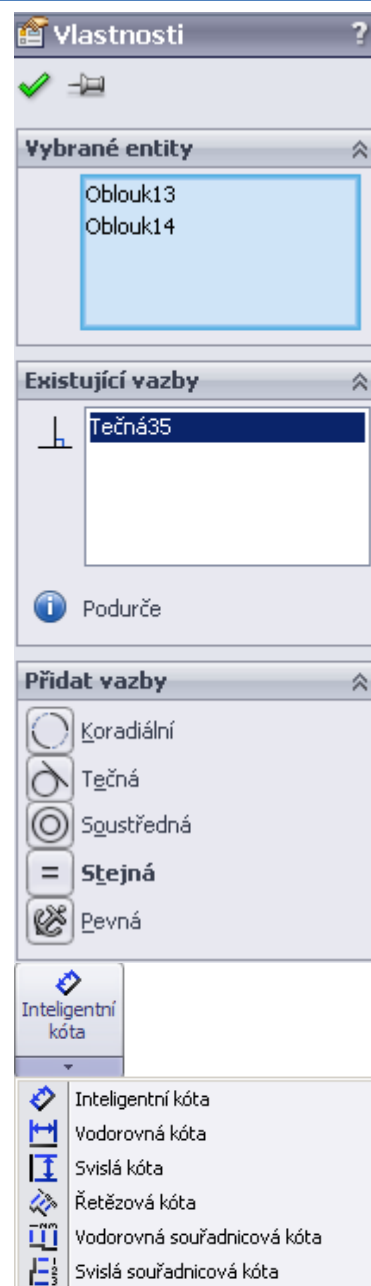 Vlastnosti ?
Vybrané entity
Oblouk13
Oblouk14
Existující vazby
Tečná35
Podurče
Přidat vazby
Koradiální
Tečná
Soustředná
Stejná
Pevná
Inteligentní
kóta
Inteligentní kóta
Vodorovná kóta
Svislá kóta
Řetězová kóta
Vodorovná souřadnicová kóta
Svislá souřadnicová kóta